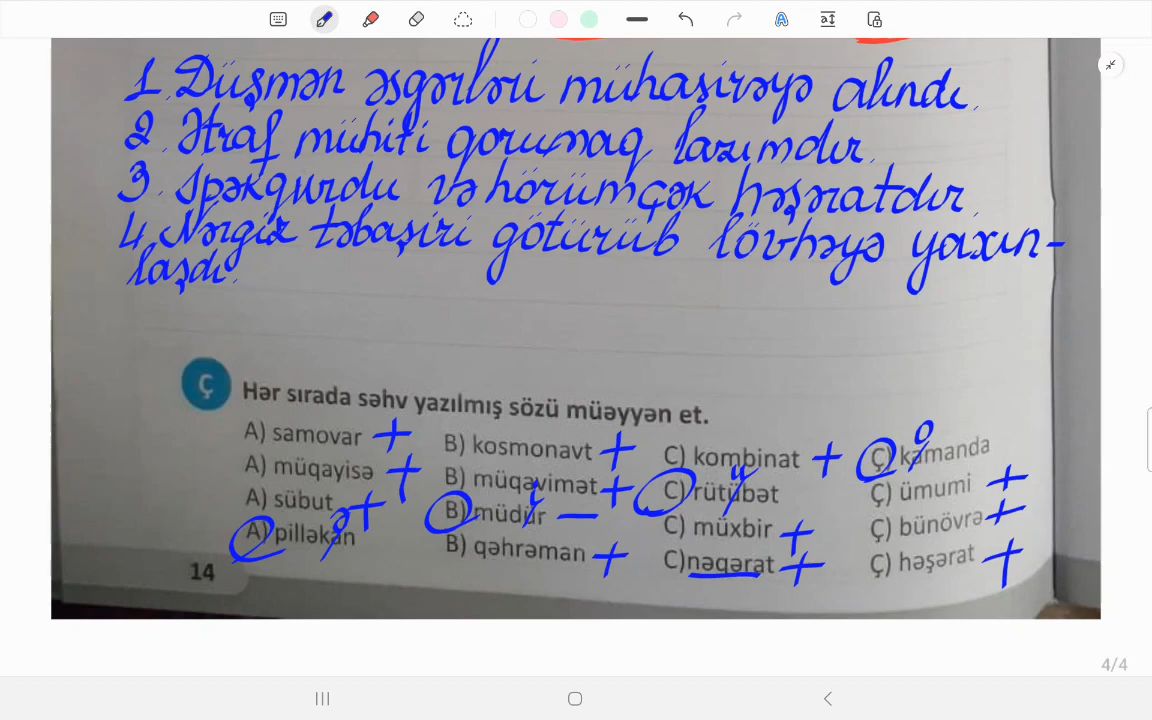 1. Düşmən əsgərləri mühasirəyə alındı.
2. Ətraf mühiti qorumaq lazımdır.
3. İpəkqurdu və hörümçək həşəratdır.
4. Nərgiz təbaşiri götürüb lövhəyə yaxın-
laşdı.
Ç Hər sırada səhv yazılmış sözü müəyyən et.
A) samovar + B) kosmonavt + C) kombinat + Ç) kamanda o
A) müqayisə + B) müqavimət + C) rütübət u Ç) ümumi +
A) sübut + B) müdür i — C) müxbir + Ç) bünövrə +
A) pilləkan ə B) qəhrəman + C) nəqərat + Ç) həşərat +
14
4/4